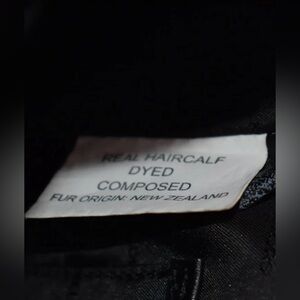 REAL HAIRCALF
DYED
COMPOSED
FUR ORIGIN: NEW ZEALAND